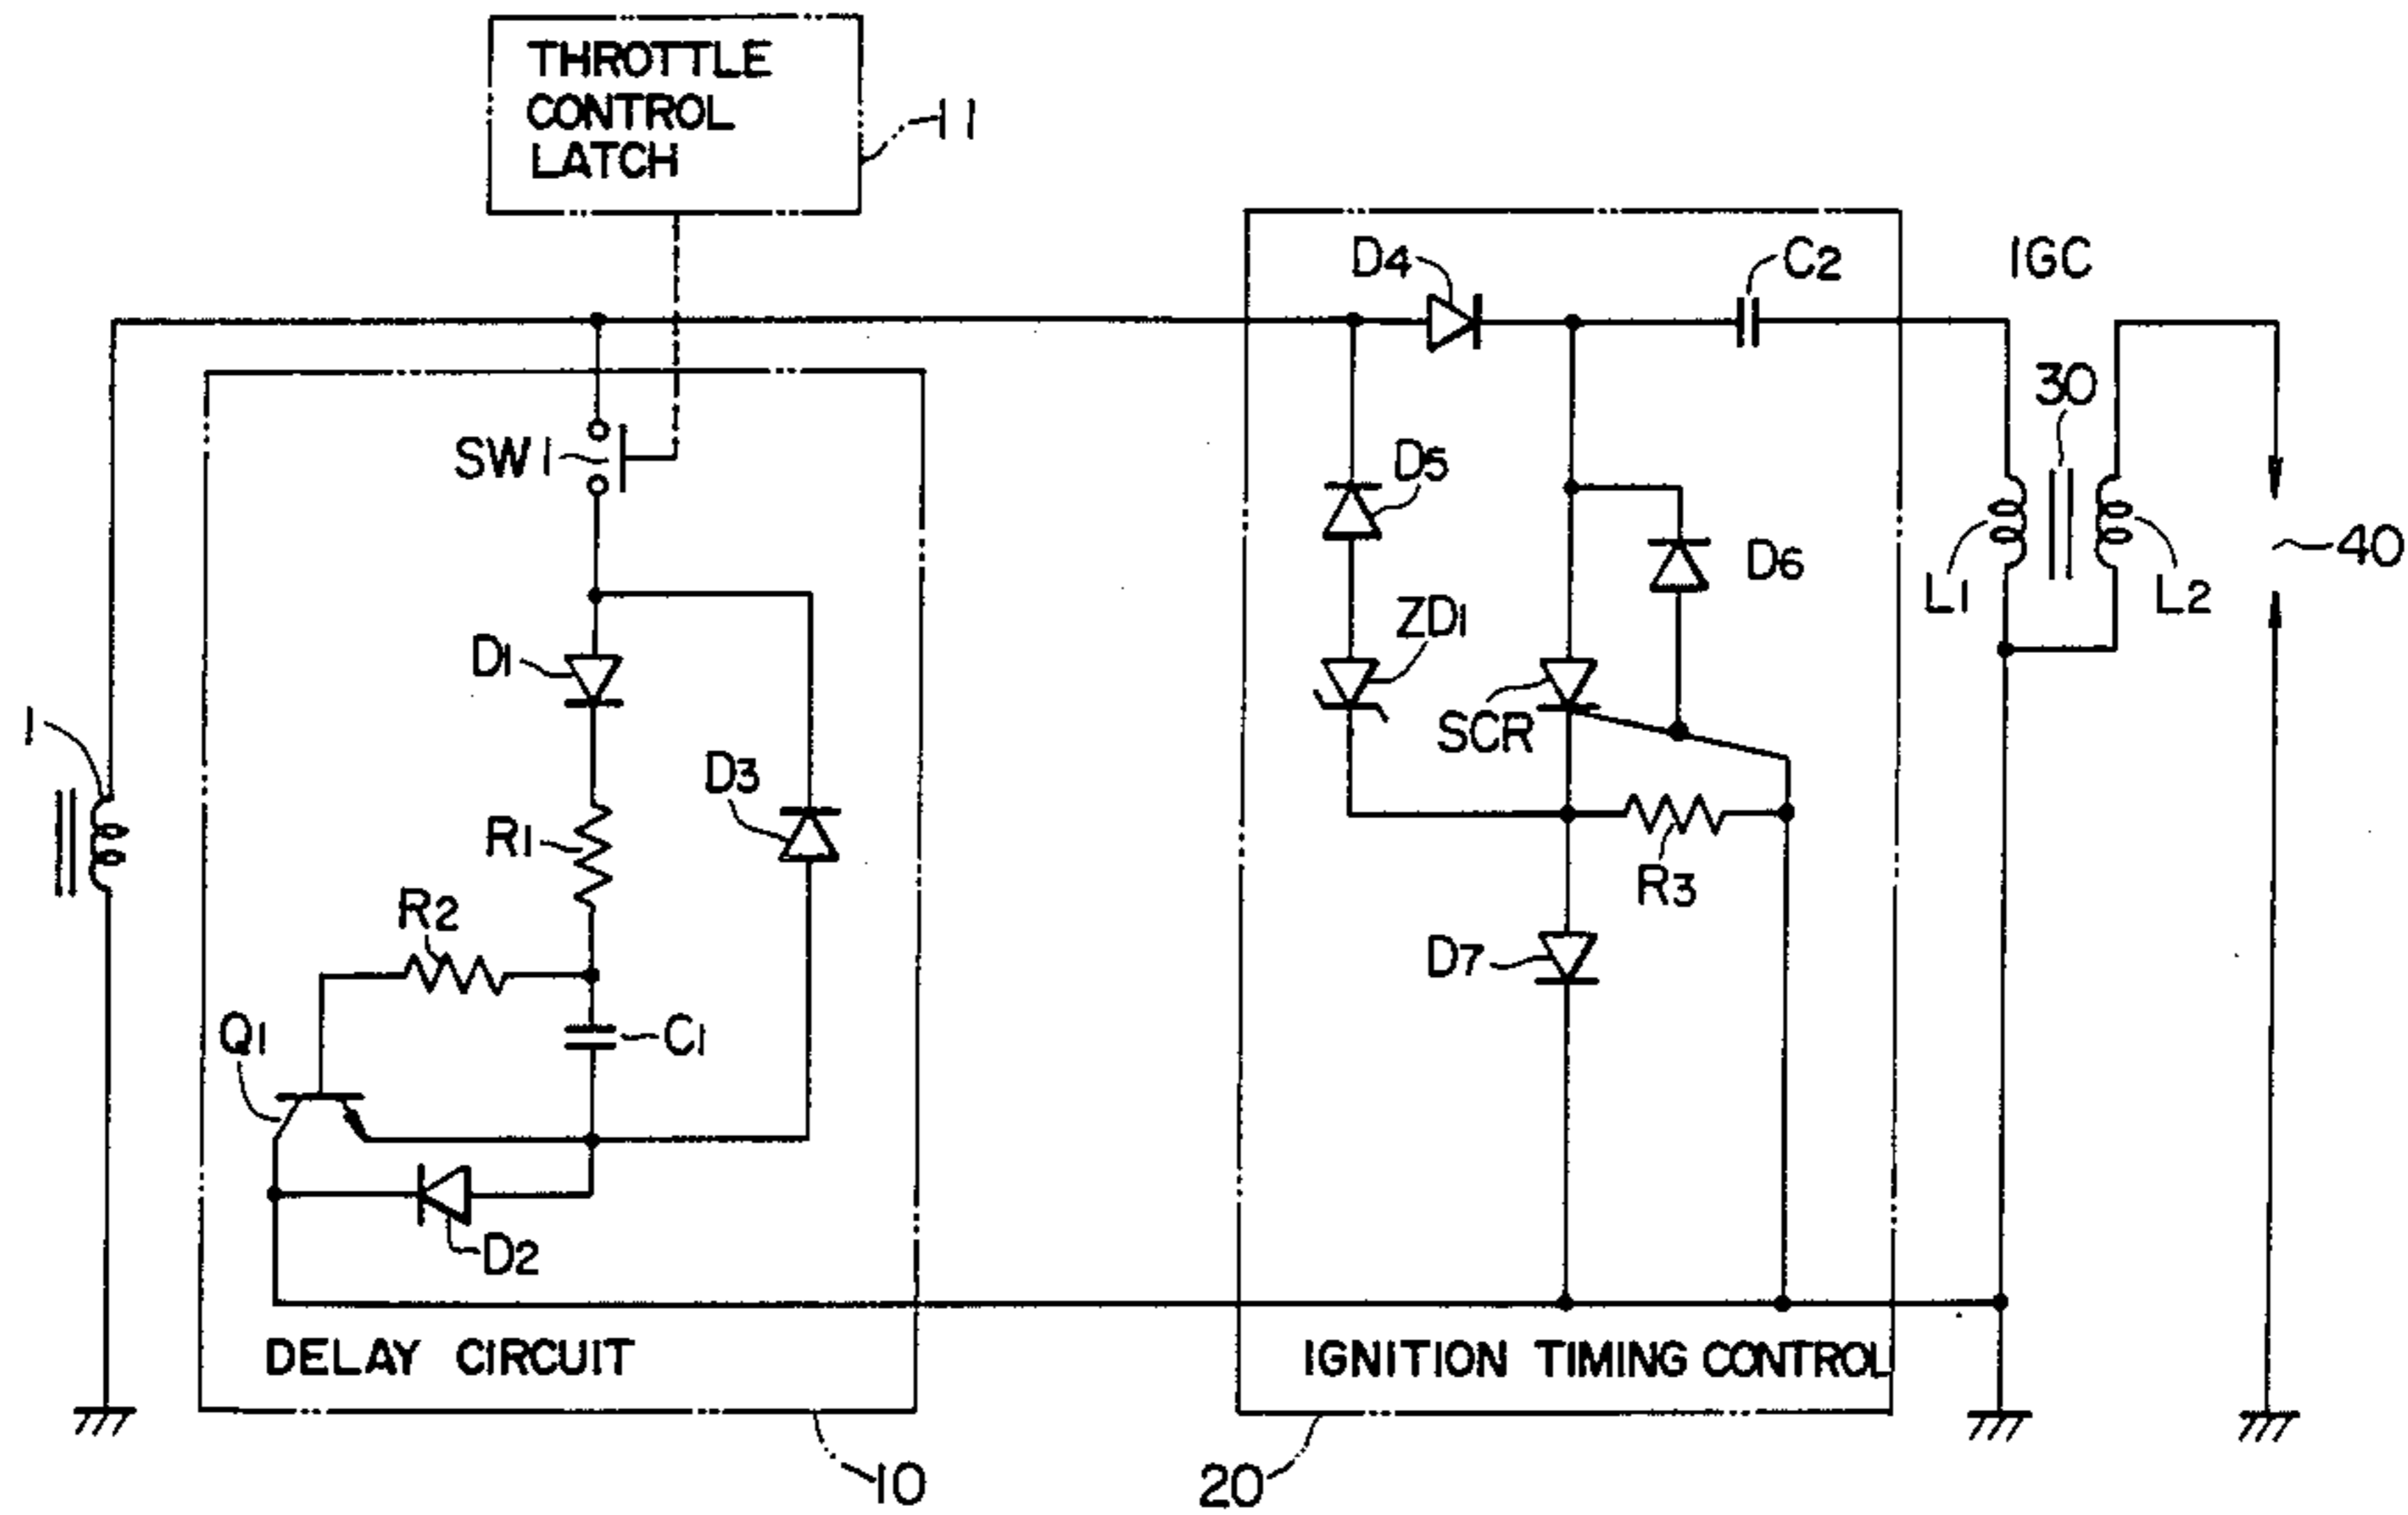 THROTTLE
CONTROL
LATCH
11
D4
C2
IGC
30
SW1
D5
D6
40
ZD1
L1
L2
D1
1
SCR
D3
R1
R3
R2
D7
Q1
C1
D2
DELAY CIRCUIT
IGNITION TIMING CONTROL
10
20